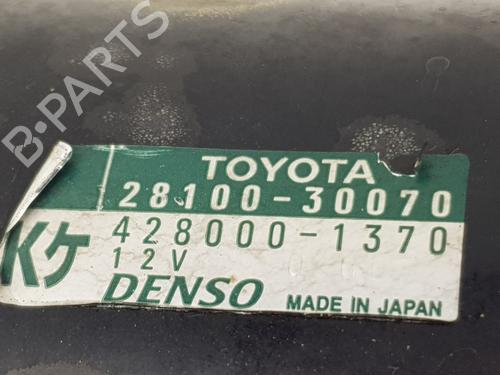 B-PARTS
TOYOTA
28100-30070
Kケ
428000-1370
12V
DENSO
MADE IN JAPAN